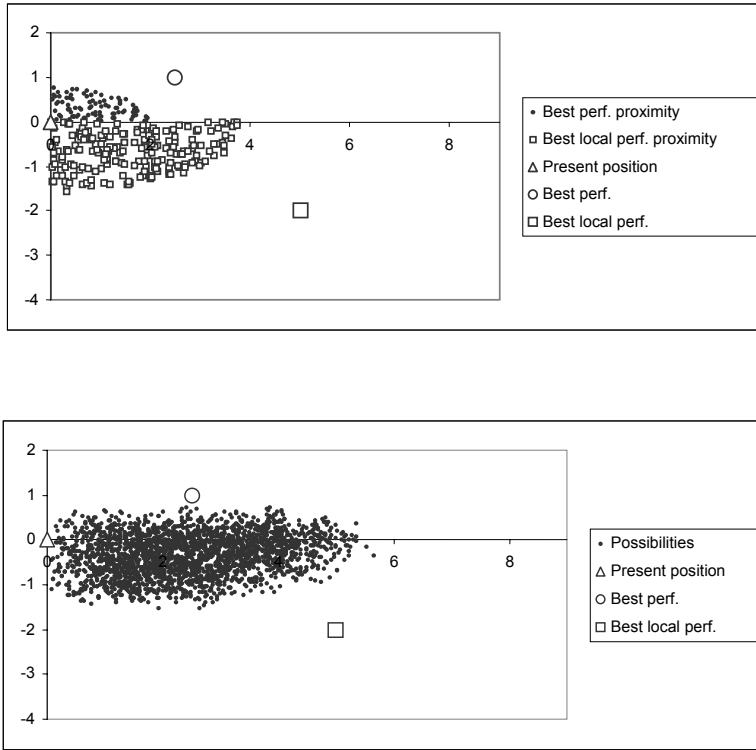 2
1
0
-1
-2
-3
-4
0 2 4 6 8
Best perf. proximity
Best local perf. proximity
Present position
Best perf.
Best local perf.
2
1
0
-1
-2
-3
-4
0 2 4 6 8
Possibilities
Present position
Best perf.
Best local perf.